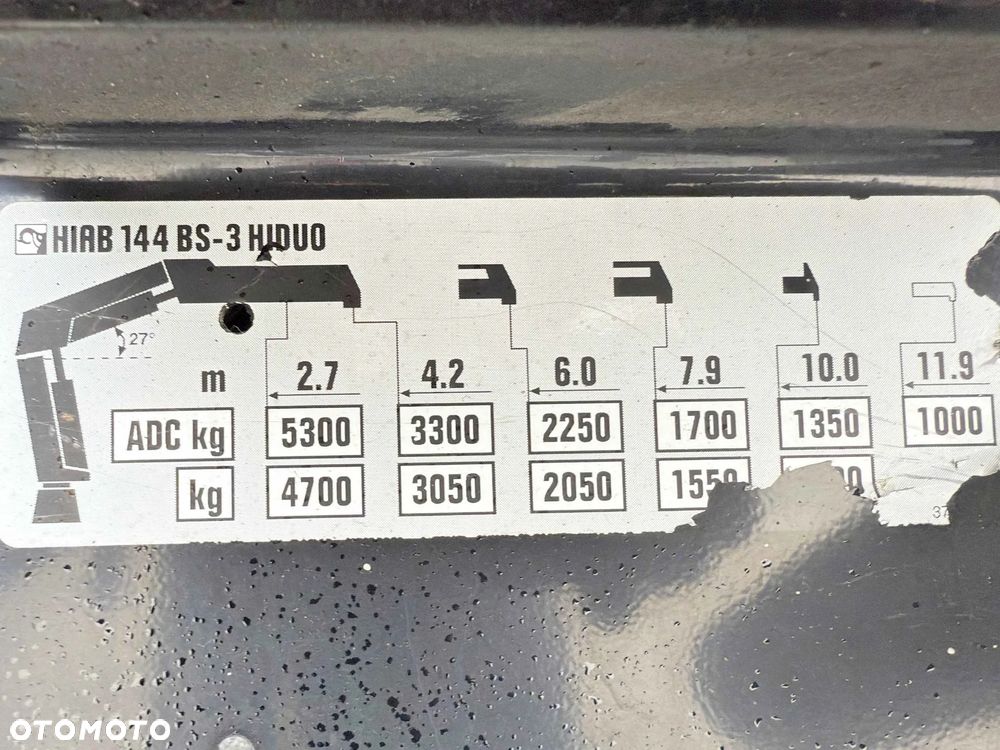 HIAB 144 BS-3 HIDUO
27°
m 2.7 4.2 6.0 7.9 10.0 11.9
ADC kg 5300 3300 2250 1700 1350 1000
kg 4700 3050 2050 1550
OTOMOTO